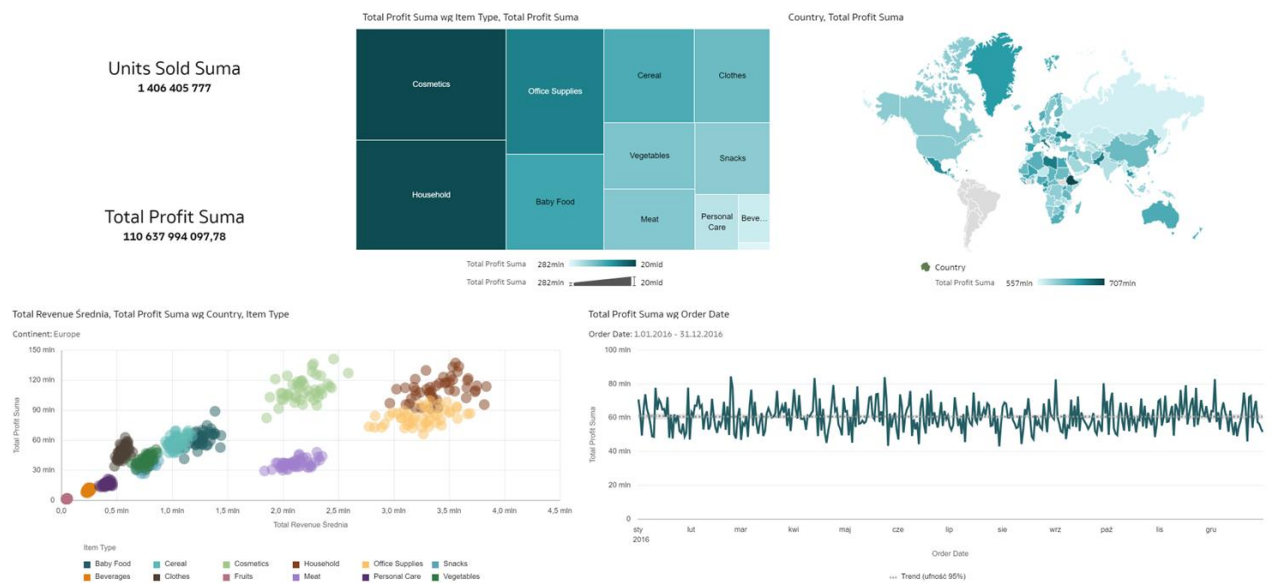 Units Sold Suma
1 406 405 777
Total Profit Suma
110 637 994 097,78
Total Profit Suma wg Item Type, Total Profit Suma
Cosmetics
Household
Office Supplies
Baby Food
Cereal
Clothes
Vegetables
Snacks
Meat
Personal
Care
Beve...
Total Profit Suma 282mln 20mld
Total Profit Suma 282mln 20mld
Country, Total Profit Suma
Country
Total Profit Suma 557mln 707mln
Total Revenue Średnia, Total Profit Suma wg Country, Item Type
Continent: Europe
Total Profit Suma
150 mln
120 mln
90 mln
60 mln
30 mln
0
0,0 0,5 mln 1,0 mln 1,5 mln 2,0 mln 2,5 mln 3,0 mln 3,5 mln 4,0 mln 4,5 mln
Total Revenue Średnia
Item Type
Baby Food Cereal Cosmetics Household Office Supplies Snacks
Beverages Clothes Fruits Meat Personal Care Vegetables
Total Profit Suma wg Order Date
Order Date: 1.01.2016 - 31.12.2016
Total Profit Suma
100 mln
80 mln
60 mln
40 mln
20 mln
0
sty lut mar kwi maj cze lip sie wrz paź lis gru
2016
Order Date
Trend (ufność 95%)